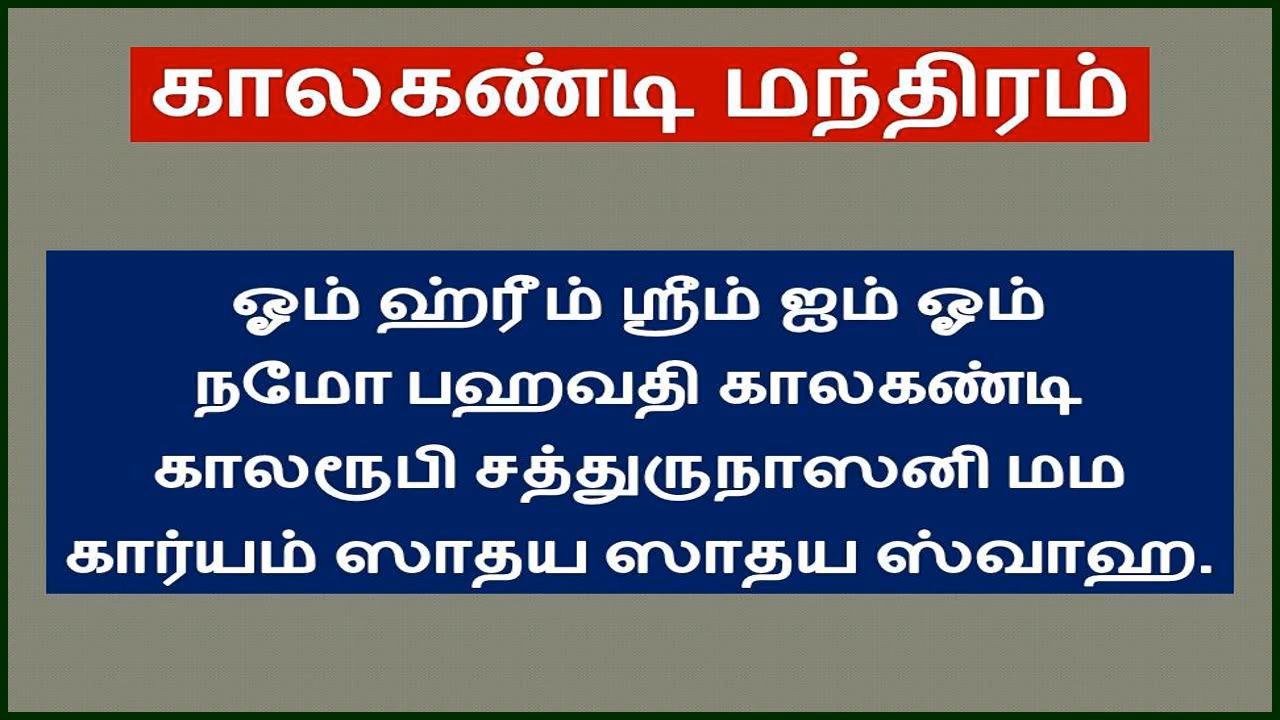 காலகண்டி மந்திரம்
ஓம் ஹ்ரீம் ஸ்ரீம் ஐம் ஓம்
நமோ பஹவதி காலகண்டி
காலரூபி சத்துருநாஸனி மம
கார்யம் ஸாதய ஸாதய ஸ்வாஹ.